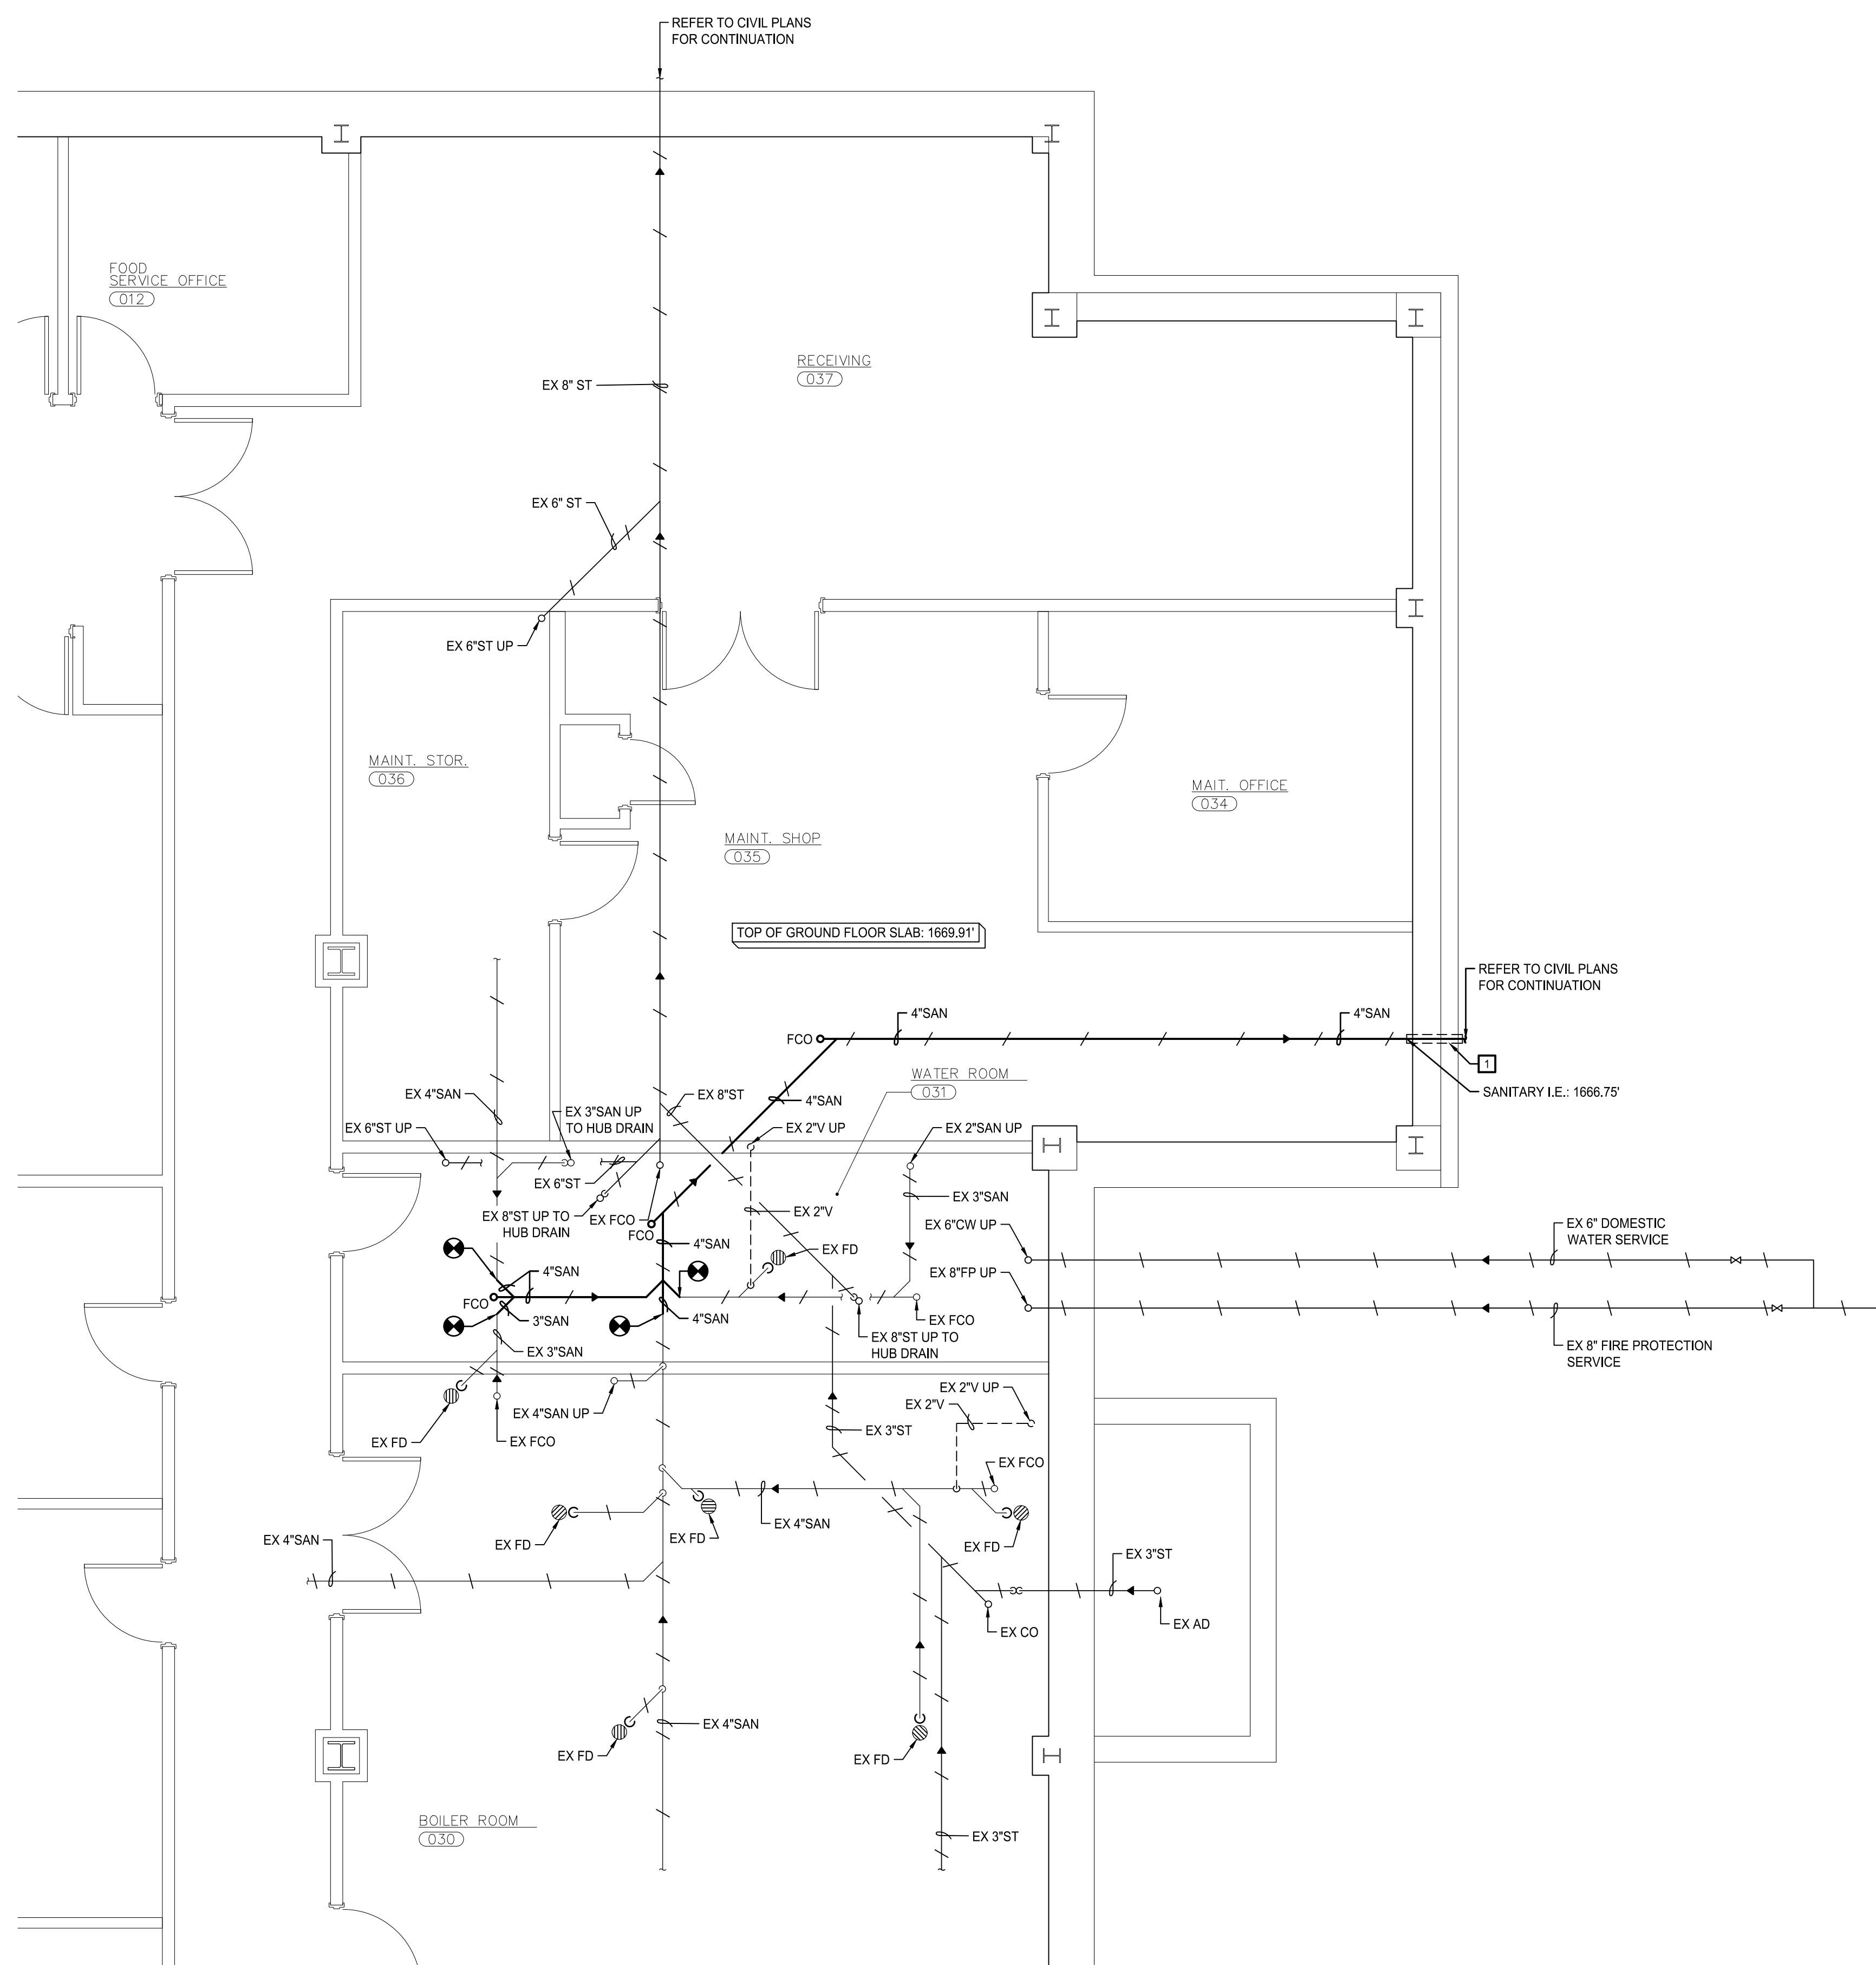 REFER TO CIVIL PLANS
FOR CONTINUATION
FOOD
SERVICE OFFICE
012
RECEIVING
037
EX 8" ST
EX 6" ST
EX 6"ST UP
MAINT. STOR.
036
MAIT. OFFICE
034
MAINT. SHOP
035
TOP OF GROUND FLOOR SLAB: 1669.91'
REFER TO CIVIL PLANS
FOR CONTINUATION
4"SAN
4"SAN
FCO
1
SANITARY I.E.: 1666.75'
WATER ROOM
031
EX 4"SAN
EX 8"ST
4"SAN
EX 3"SAN UP
TO HUB DRAIN
EX 6"ST UP
EX 2"V UP
EX 2"SAN UP
EX 6"ST
EX 3"SAN
EX 8"ST UP TO
HUB DRAIN
EX FCO
FCO
EX 2"V
EX 6"CW UP
EX 6" DOMESTIC
WATER SERVICE
4"SAN
EX FD
4"SAN
EX 8"FP UP
FCO
3"SAN
4"SAN
EX FCO
EX 8"ST UP TO
HUB DRAIN
EX 8" FIRE PROTECTION
SERVICE
EX 3"SAN
EX 4"SAN UP
EX 2"V UP
EX 2"V
EX FD
EX FCO
EX 3"ST
EX FCO
EX 4"SAN
EX 4"SAN
EX FD
EX FD
EX FD
EX 3"ST
EX CO
EX AD
EX 4"SAN
EX FD
EX FD
BOILER ROOM
030
EX 3"ST